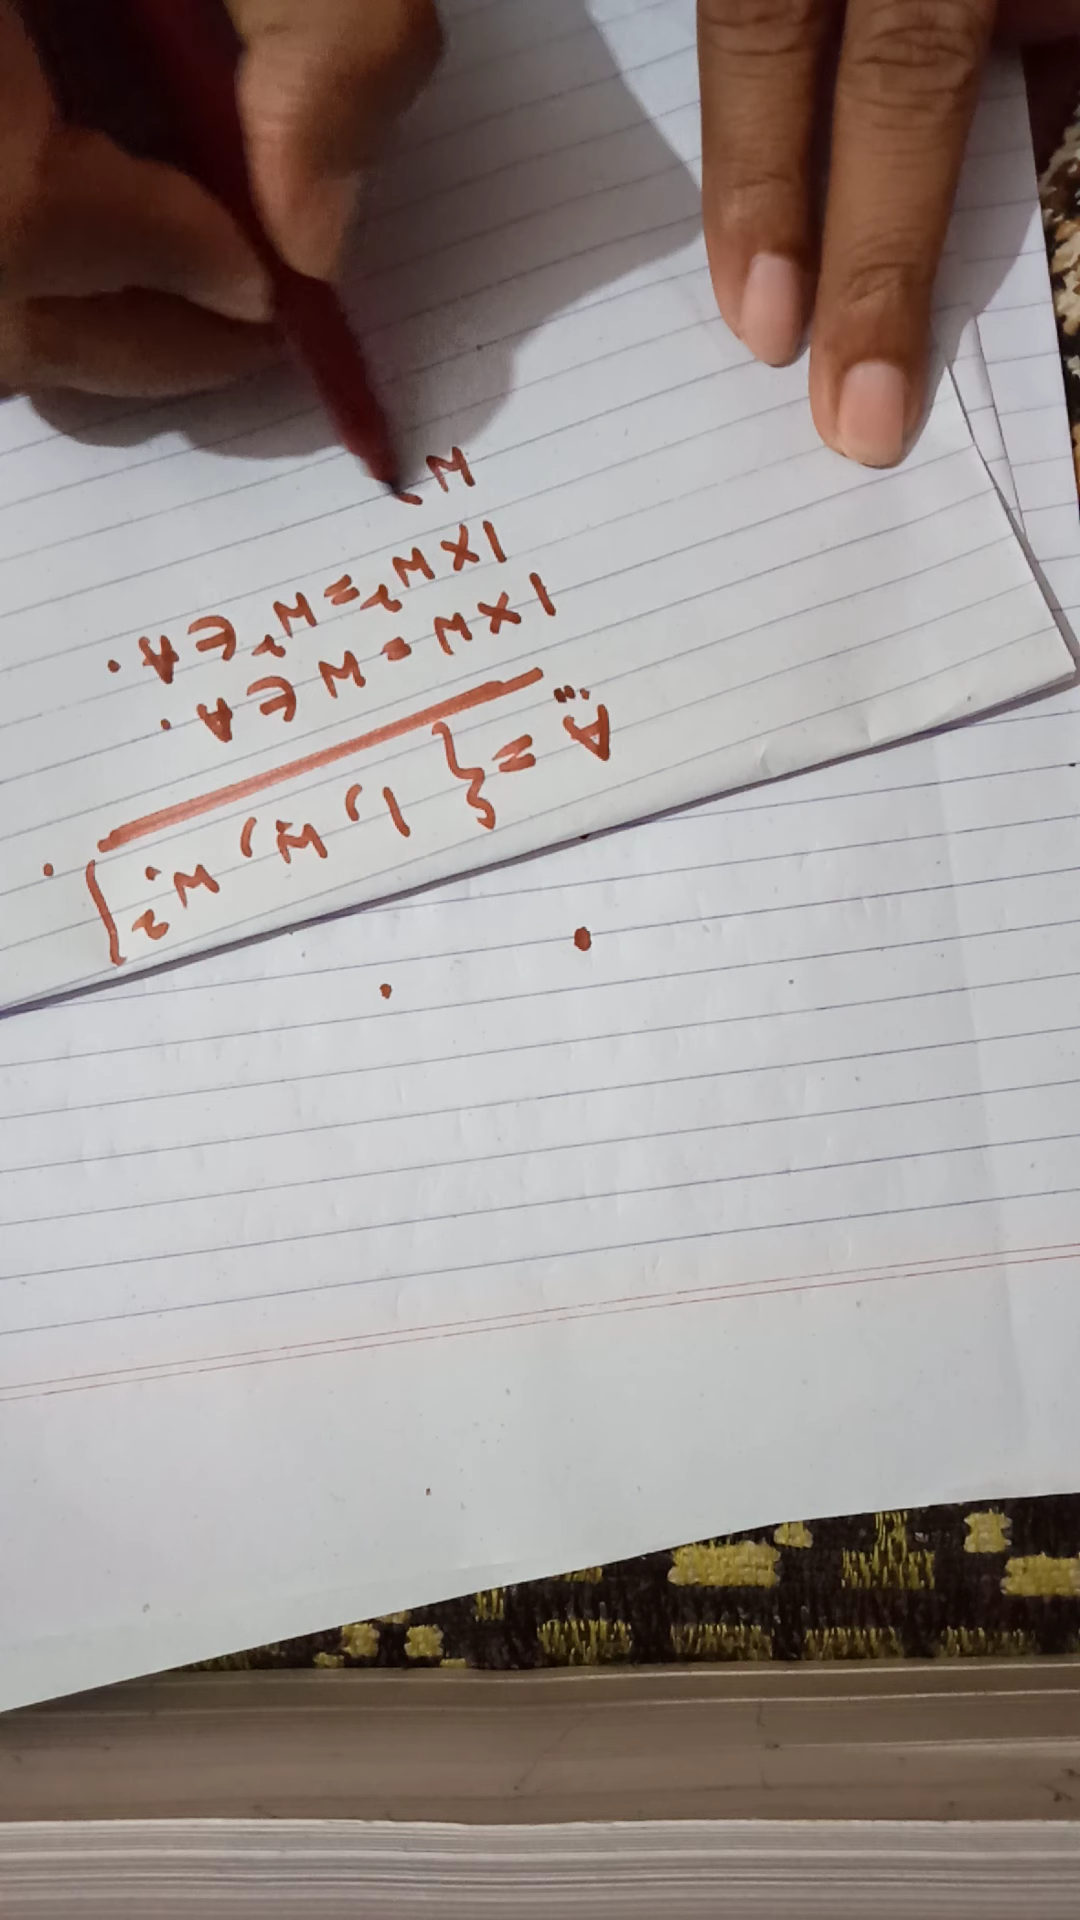 A = { 1, w, w² }
1×w = w ∈ A.
1×w² = w² ∈ A.
w